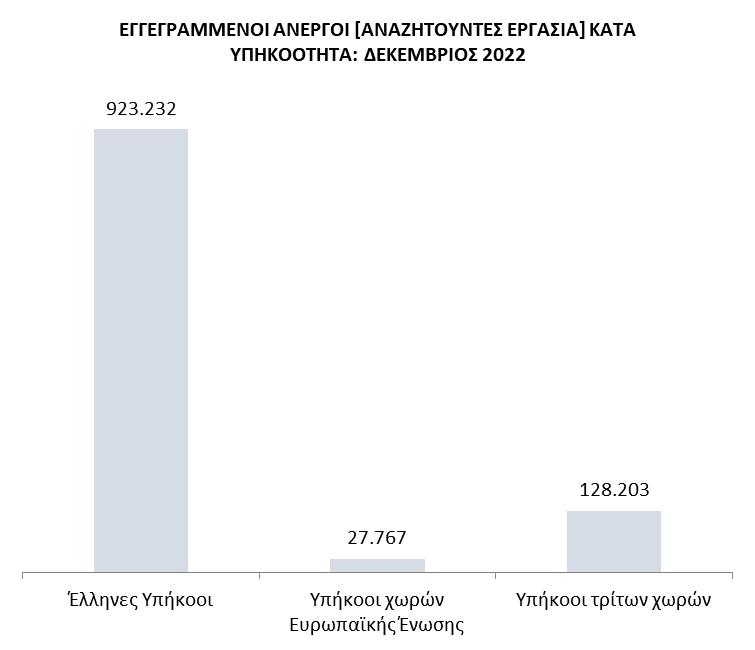 ΕΓΓΕΓΡΑΜΜΕΝΟΙ ΑΝΕΡΓΟΙ [ΑΝΑΖΗΤΟΥΝΤΕΣ ΕΡΓΑΣΙΑ] ΚΑΤΑ
ΥΠΗΚΟΟΤΗΤΑ: ΔΕΚΕΜΒΡΙΟΣ 2022
923.232
27.767
128.203
Έλληνες Υπήκοοι
Υπήκοοι χωρών
Ευρωπαϊκής Ένωσης
Υπήκοοι τρίτων χωρών